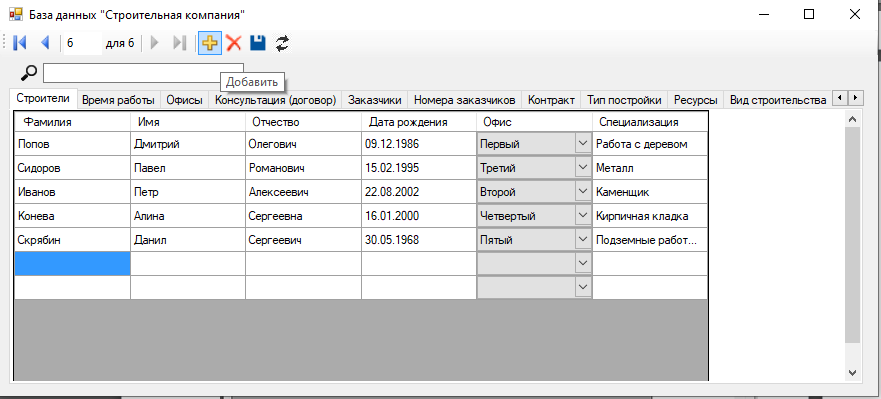 База данных "Строительная компания"
6 для 6
Добавить
Строители Время работы Офисы Консультация (договор) Заказчики Номера заказчиков Контракт Тип постройки Ресурсы Вид строительства
Фамилия Имя Отчество Дата рождения Офис Специализация
Попов Дмитрий Олегович 09.12.1986 Первый Работа с деревом
Сидоров Павел Романович 15.02.1995 Третий Металл
Иванов Петр Алексеевич 22.08.2002 Второй Каменщик
Конева Алина Сергеевна 16.01.2000 Четвертый Кирпичная кладка
Скрябин Данил Сергеевич 30.05.1968 Пятый Подземные работ...